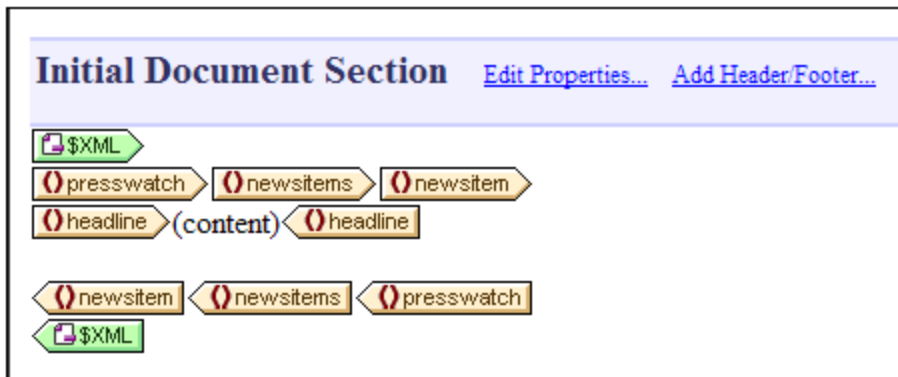 Initial Document Section Edit Properties... Add Header/Footer...
$XML
() presswatch () newsitems () newsitem
() headline (content) () headline
() newsitem () newsitems () presswatch
$XML